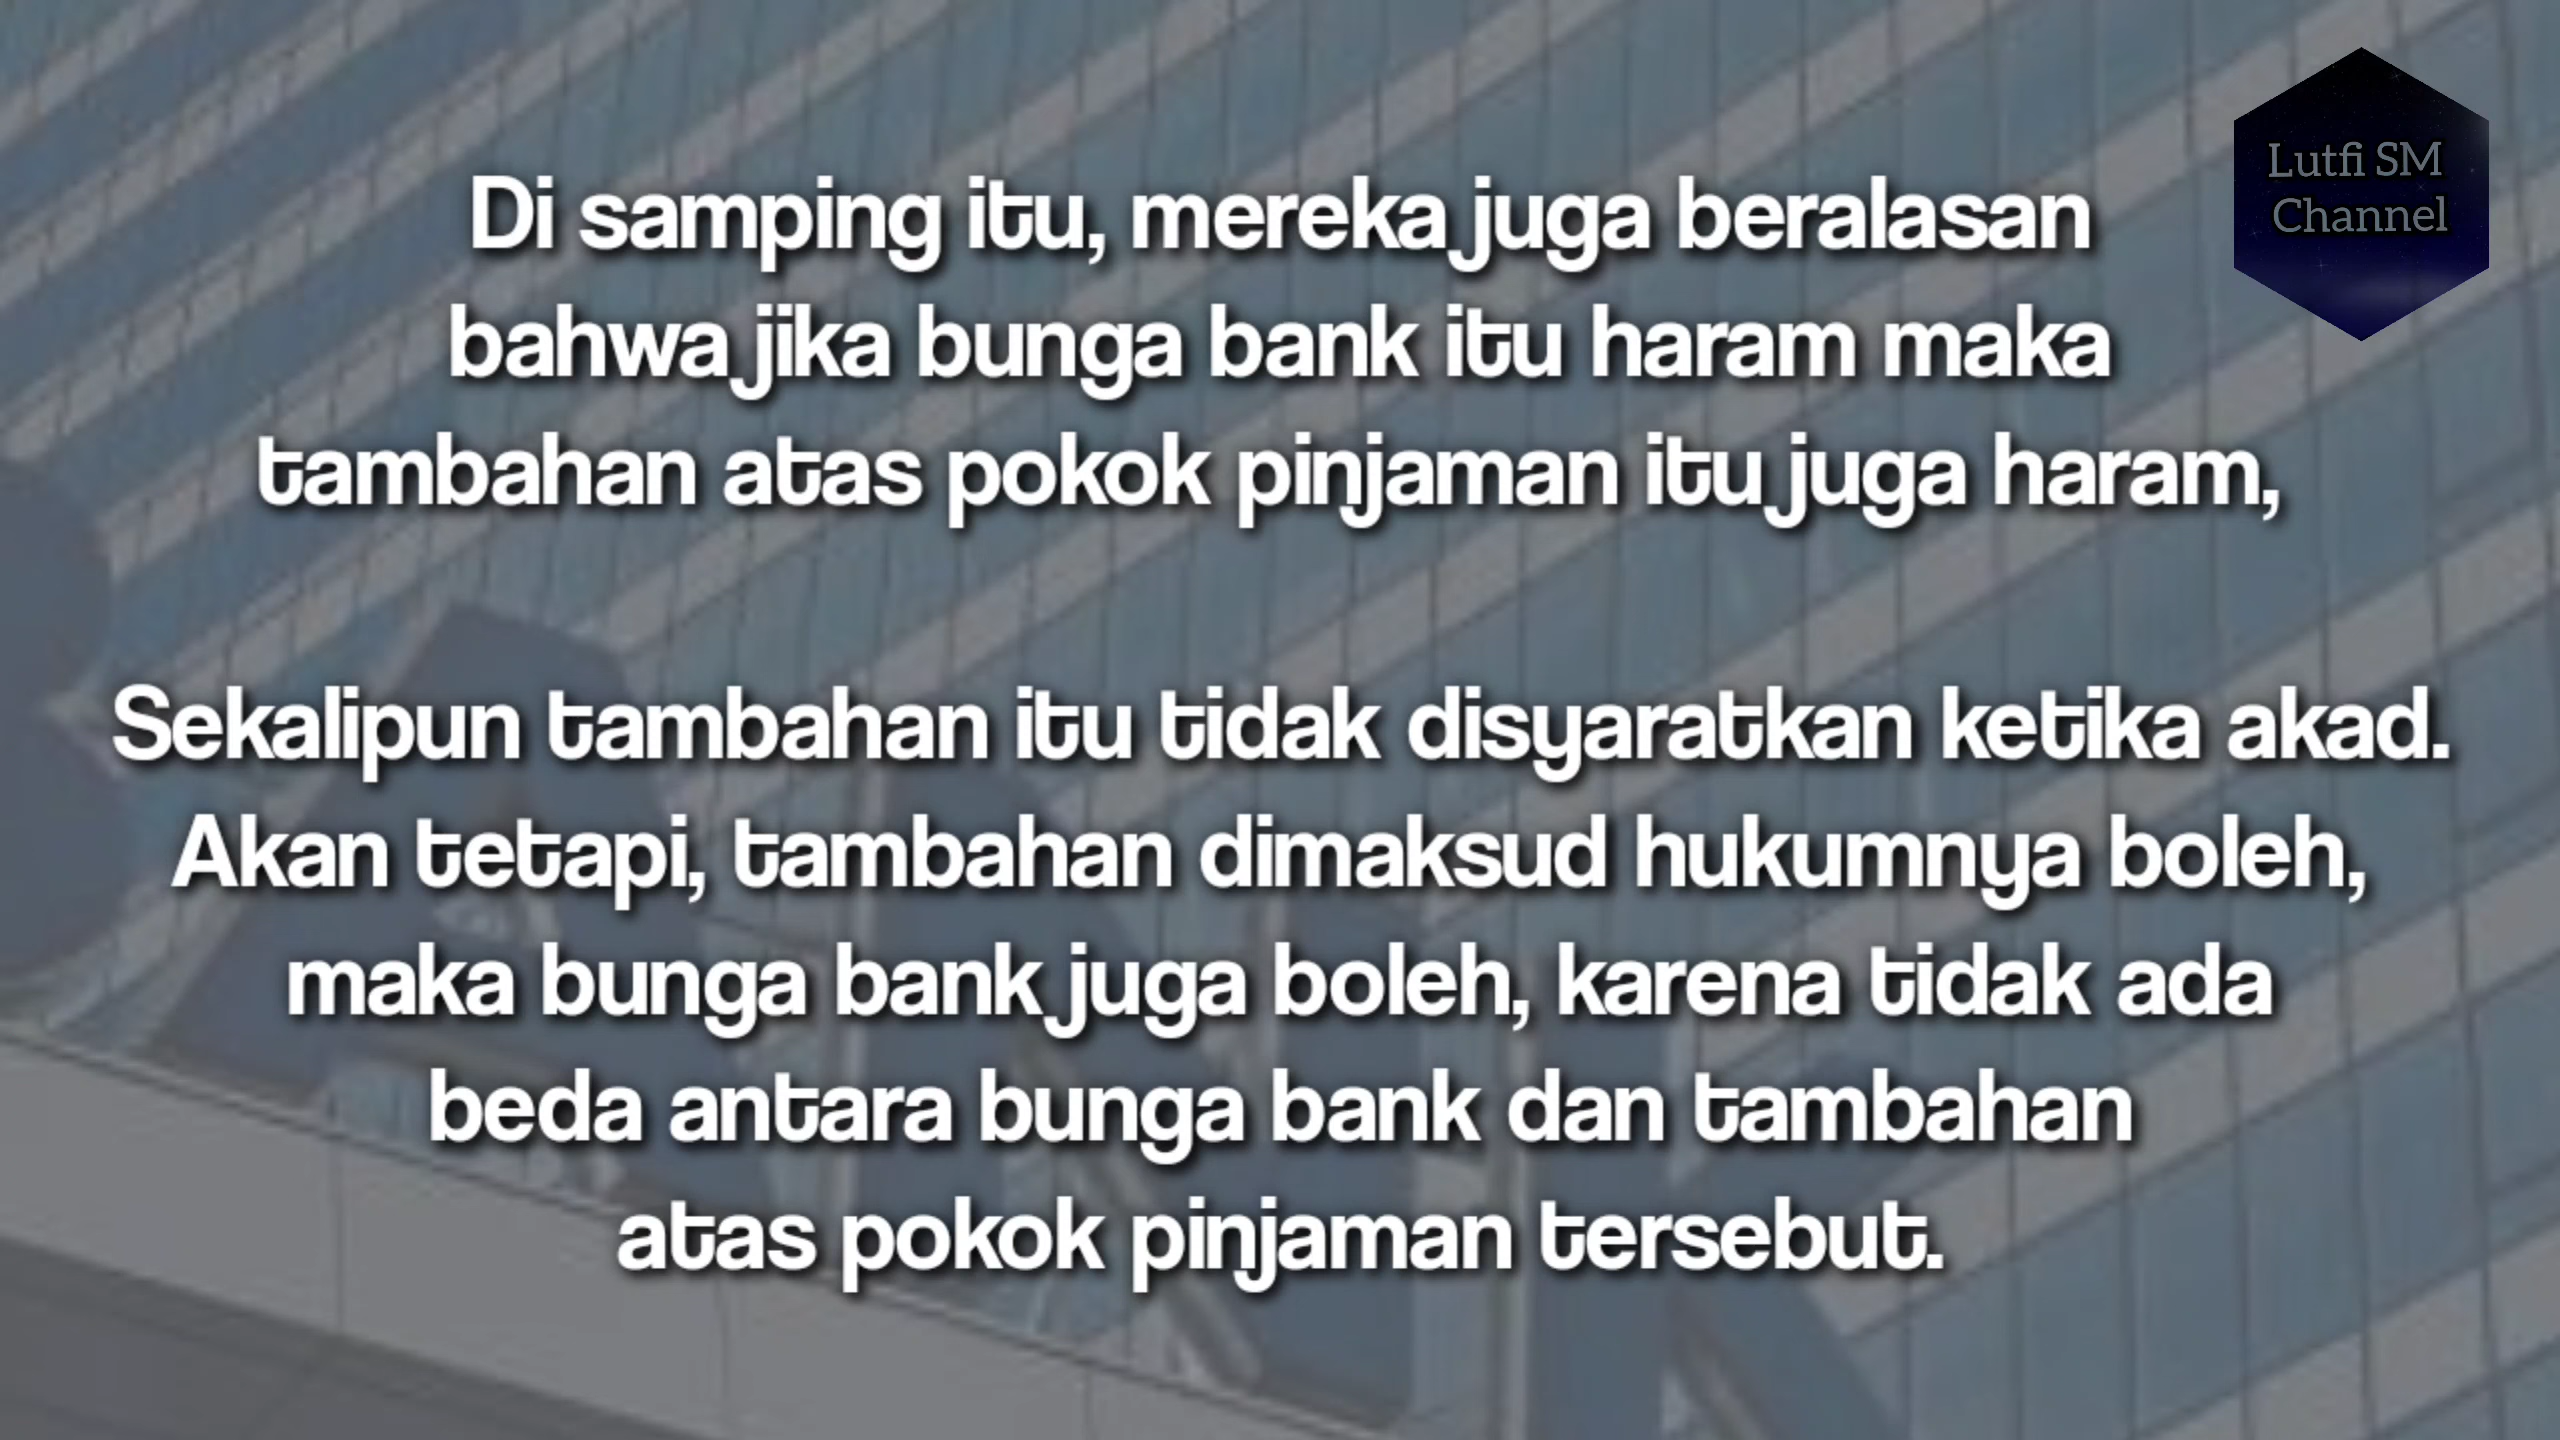 Lutfi SM
Channel
Di samping itu, mereka juga beralasan
bahwa jika bunga bank itu haram maka
tambahan atas pokok pinjaman itu juga haram,
Sekalipun tambahan itu tidak disyaratkan ketika akad.
Akan tetapi, tambahan dimaksud hukumnya boleh,
maka bunga bank juga boleh, karena tidak ada
beda antara bunga bank dan tambahan
atas pokok pinjaman tersebut.